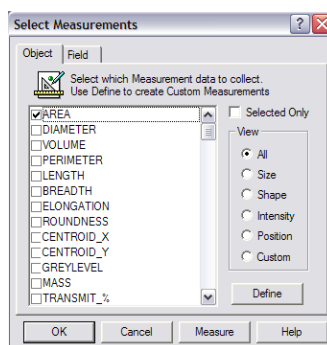 Select Measurements
Object
Field
Select which Measurement data to collect.
Use Define to create Custom Measurements
AREA
DIAMETER
VOLUME
PERIMETER
LENGTH
BREADTH
ELONGATION
ROUNDNESS
CENTROID_X
CENTROID_Y
GREYLEVEL
MASS
TRANSMIT_%
Selected Only
View
All
Size
Shape
Intensity
Position
Custom
Define
OK
Cancel
Measure
Help